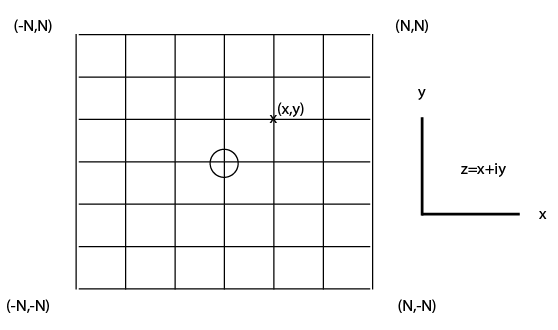 (-N,N)
(N,N)
y
(x,y)
x
z=x+iy
x
(-N,-N)
(N,-N)